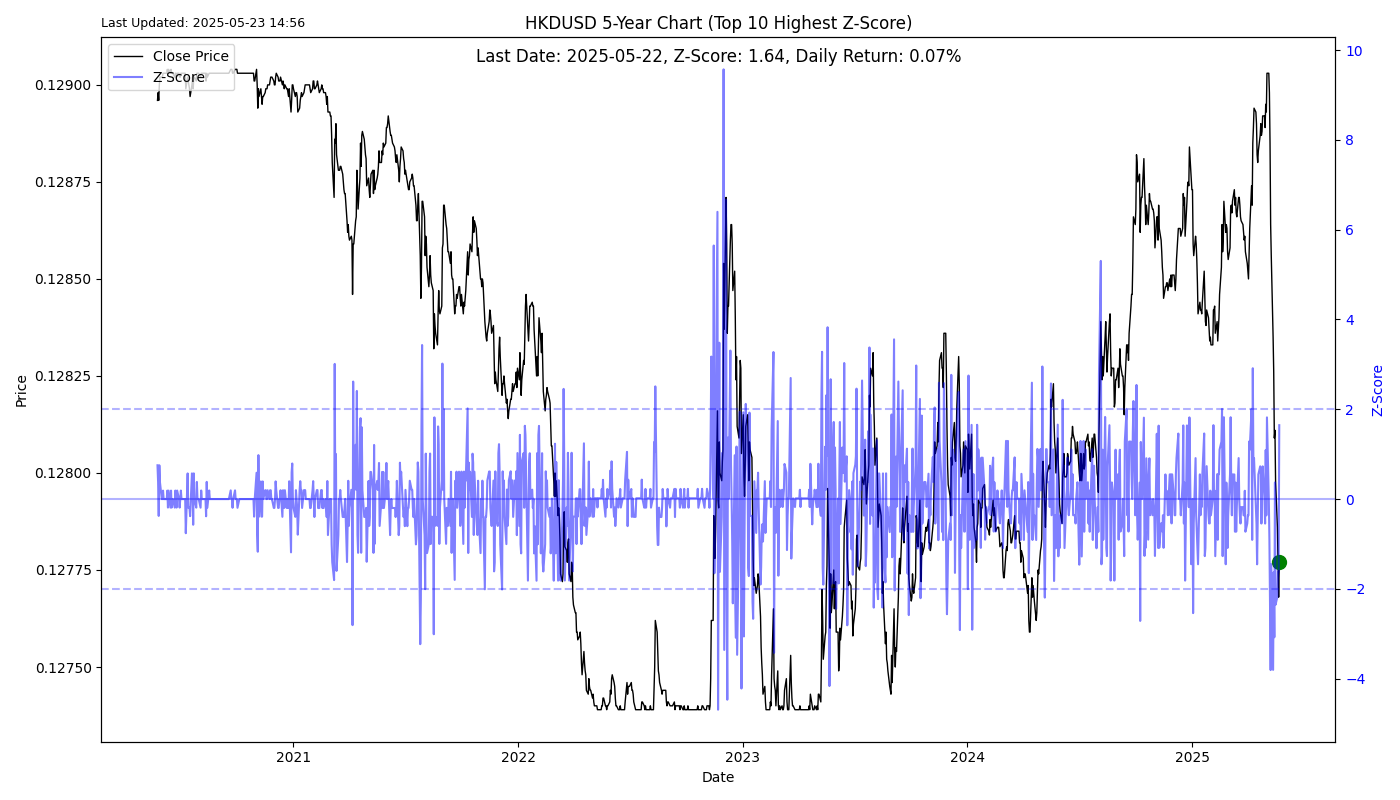 Last Updated: 2025-05-23 14:56
HKDUSD 5-Year Chart (Top 10 Highest Z-Score)
Last Date: 2025-05-22, Z-Score: 1.64, Daily Return: 0.07%
Close Price
Z-Score
0.12900
0.12875
0.12850
0.12825
0.12800
0.12775
0.12750
Price
10
8
6
4
2
0
−2
−4
Z-Score
2021
2022
2023
2024
2025
Date